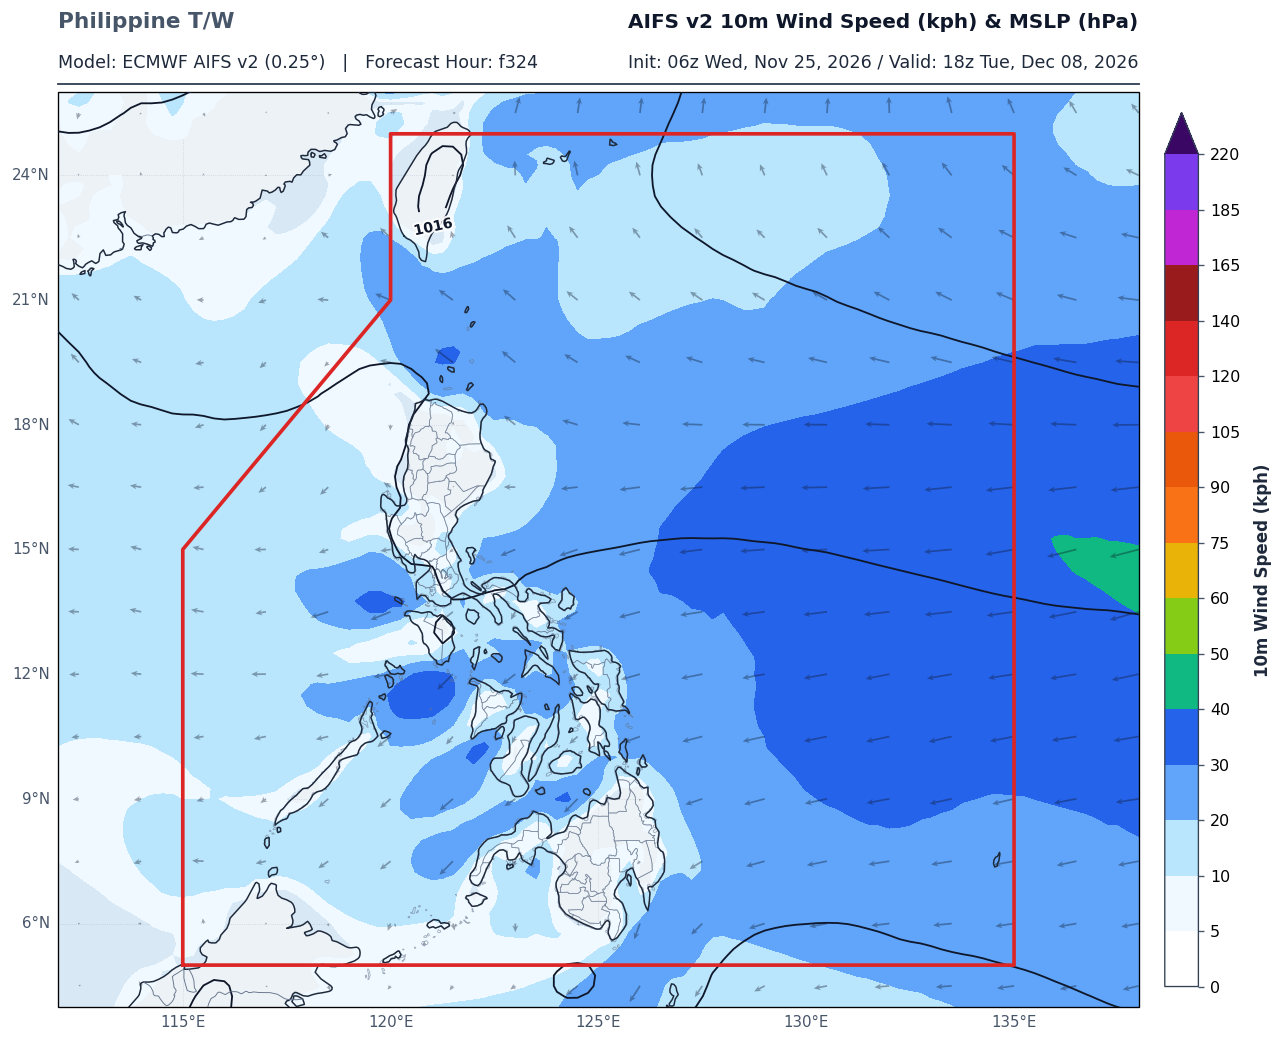 Philippine T/W
AIFS v2 10m Wind Speed (kph) & MSLP (hPa)
Model: ECMWF AIFS v2 (0.25°) | Forecast Hour: f324
Init: 06z Wed, Nov 25, 2026 / Valid: 18z Tue, Dec 08, 2026
24°N
21°N
18°N
15°N
12°N
9°N
6°N
1016
115°E
120°E
125°E
130°E
135°E
220
185
165
140
120
105
90
75
60
50
40
30
20
10
5
0
10m Wind Speed (kph)